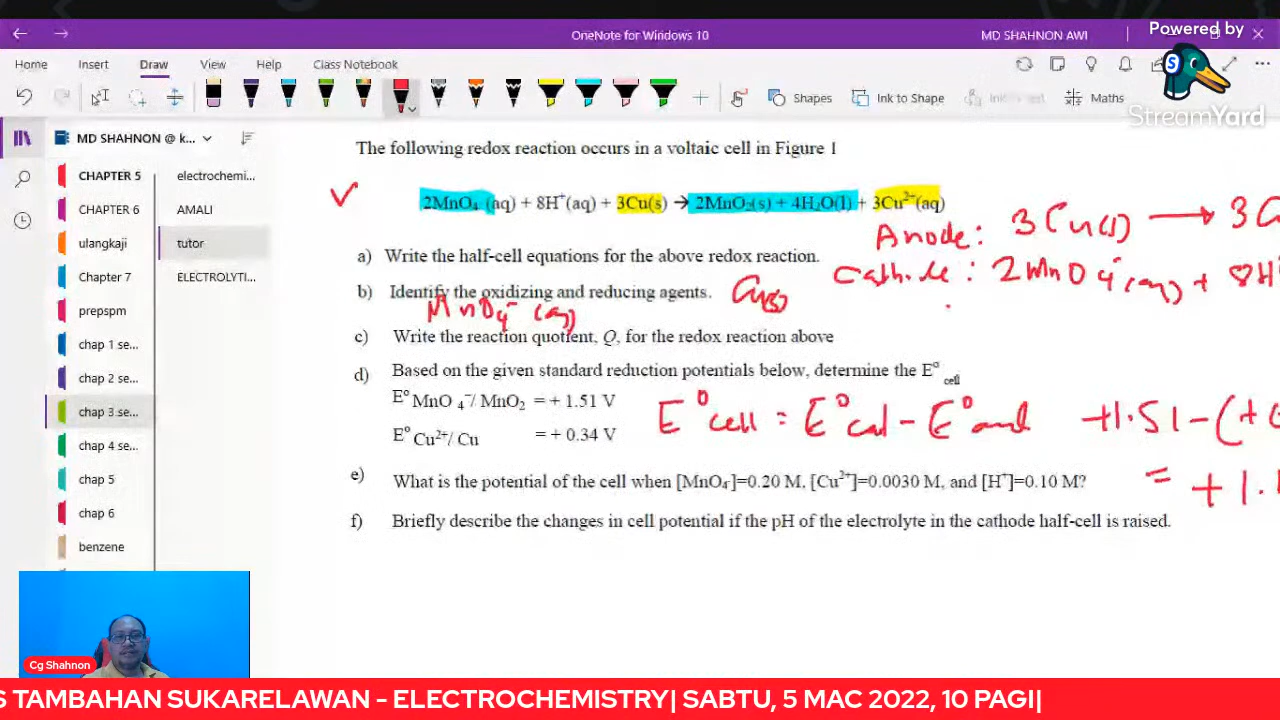 Powered by
OneNote for Windows 10
MD SHAHNON AWI
StreamYard
Home Insert Draw View Help Class Notebook
Shapes Ink to Shape Maths
MD SHAHNON @ k...
CHAPTER 5
CHAPTER 6
ulangkaji
Chapter 7
prepspm
chap 1 se...
chap 2 se...
chap 3 se...
chap 4 se...
chap 5
chap 6
benzene
electrochemi...
AMALI
tutor
ELECTROLYTI...
The following redox reaction occurs in a voltaic cell in Figure 1
2MnO₄⁻(aq) + 8H⁺(aq) + 3Cu(s) → 2MnO₂(s) + 4H₂O(l) + 3Cu²⁺(aq)
Anode: 3Cu(s) → 3C
Cathode: 2MnO₄⁻(aq) + 8H⁺
a) Write the half-cell equations for the above redox reaction.
b) Identify the oxidizing and reducing agents. Cu(s)
MnO₄⁻ (aq)
c) Write the reaction quotient, Q, for the redox reaction above
d) Based on the given standard reduction potentials below, determine the E° cell
E° MnO ₄⁻/ MnO₂ = + 1.51 V
E° Cu²⁺/ Cu = + 0.34 V
E°cell = E°cat - E°and +1.51 - (+0
= +1.1
e) What is the potential of the cell when [MnO₄⁻]=0.20 M, [Cu²⁺]=0.0030 M, and [H⁺]=0.10 M?
f) Briefly describe the changes in cell potential if the pH of the electrolyte in the cathode half-cell is raised.
Cg Shahnon
S TAMBAHAN SUKARELAWAN - ELECTROCHEMISTRY| SABTU, 5 MAC 2022, 10 PAGI|